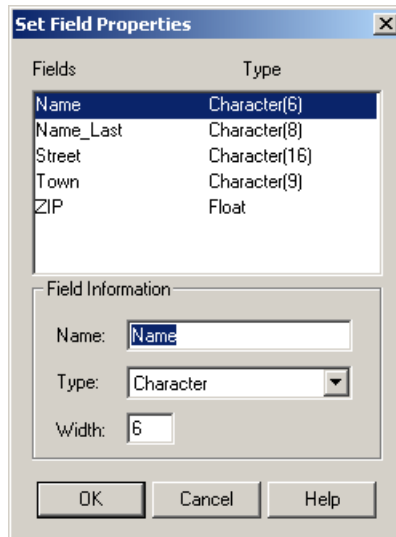 Set Field Properties
Fields Type
Name Character(6)
Name_Last Character(8)
Street Character(16)
Town Character(9)
ZIP Float
Field Information
Name: Name
Type: Character
Width: 6
OK Cancel Help